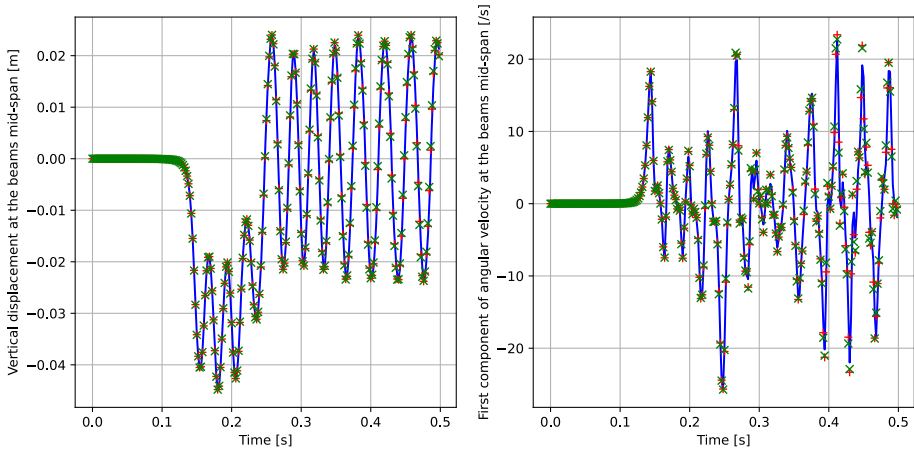 Vertical displacement at the beams mid-span [m]
0.02
0.01
0.00
−0.01
−0.02
−0.03
−0.04
0.0 0.1 0.2 0.3 0.4 0.5
Time [s]
First component of angular velocity at the beams mid-span [/s]
20
10
0
−10
−20
0.0 0.1 0.2 0.3 0.4 0.5
Time [s]